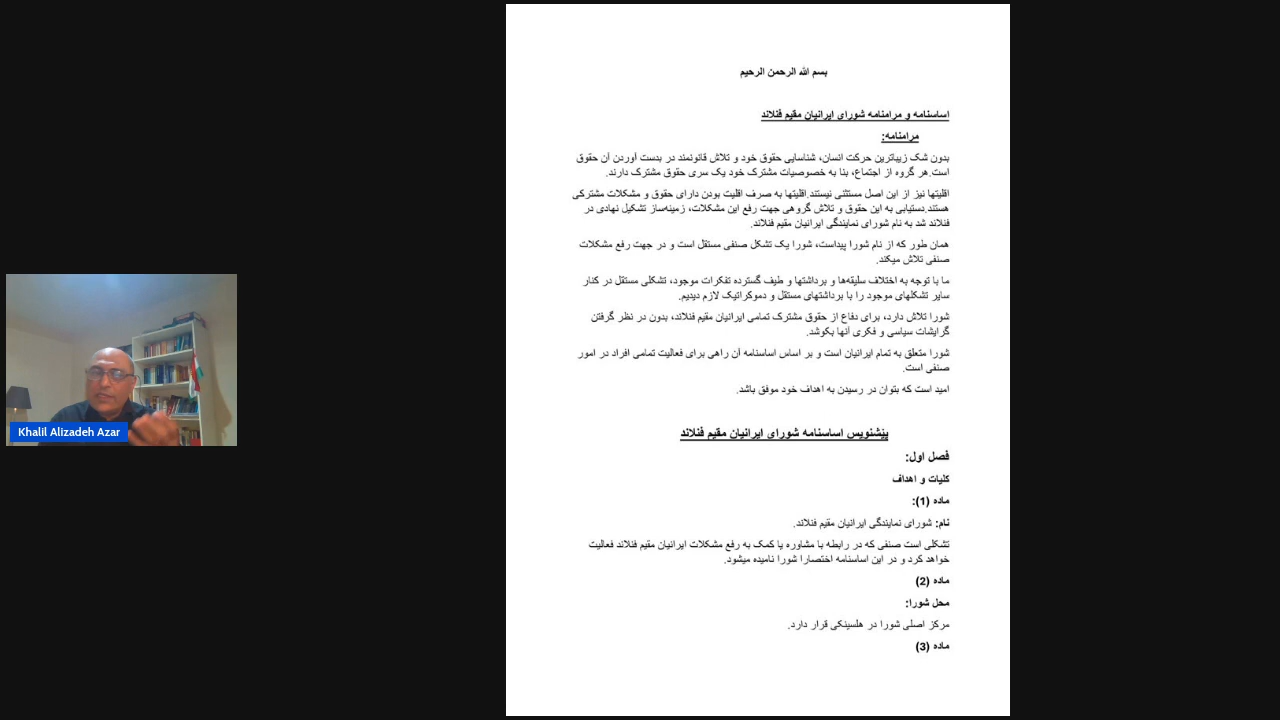 بسم الله الرحمن الرحیم
اساسنامه و مرامنامه شورای ایرانیان مقیم فنلاند
مرامنامه:
بدون شک زیباترین حرکت انسان، شناسایی حقوق خود و تلاش قانونمند در بدست آوردن آن حقوق
است.هر گروه از اجتماع، بنا به خصوصیات مشترک خود یک سری حقوق مشترک دارند.
اقلیتها نیز از این اصل مستثنی نیستند.اقلیتها به صرف اقلیت بودن دارای حقوق و مشکلات مشترکی
هستند.دستیابی به این حقوق و تلاش گروهی جهت رفع این مشکلات، زمینه‌ساز تشکیل نهادی در
فنلاند شد به نام شورای نمایندگی ایرانیان مقیم فنلاند.
همان طور که از نام شورا پیداست، شورا یک تشکل صنفی مستقل است و در جهت رفع مشکلات
صنفی تلاش میکند.
ما با توجه به اختلاف سلیقه‌ها و برداشتها و طیف گسترده تفکرات موجود، تشکلی مستقل در کنار
سایر تشکلهای موجود را با برداشتهای مستقل و دموکراتیک لازم دیدیم.
شورا تلاش دارد، برای دفاع از حقوق مشترک تمامی ایرانیان مقیم فنلاند، بدون در نظر گرفتن
گرایشات سیاسی و فکری آنها بکوشد.
شورا متعلق به تمام ایرانیان است و بر اساس اساسنامه آن راهی برای فعالیت تمامی افراد در امور
صنفی است.
امید است که بتوان در رسیدن به اهداف خود موفق باشد.
پیشنویس اساسنامه شورای ایرانیان مقیم فنلاند
فصل اول:
کلیات و اهداف
ماده (1):
نام: شورای نمایندگی ایرانیان مقیم فنلاند.
تشکلی است صنفی که در رابطه با مشاوره یا کمک به رفع مشکلات ایرانیان مقیم فنلاند فعالیت
خواهد کرد و در این اساسنامه اختصارا شورا نامیده میشود.
ماده (2)
محل شورا:
مرکز اصلی شورا در هلسینکی قرار دارد.
ماده (3)
Khalil Alizadeh Azar